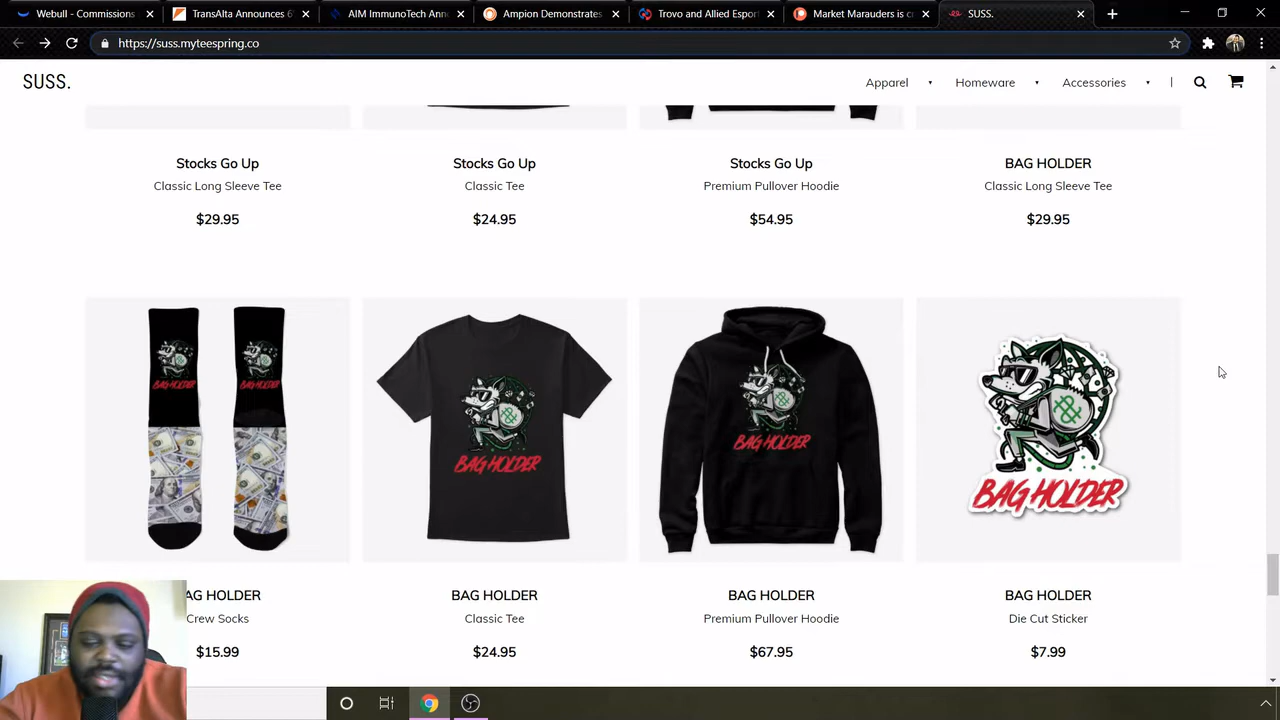 Webull - Commissions
TransAlta Announces 6
AIM ImmunoTech Ann
Ampion Demonstrates
Trovo and Allied Esport
Market Marauders is c
SUSS.
https://suss.myteespring.co
SUSS.
Apparel
Homeware
Accessories
Stocks Go Up
Classic Long Sleeve Tee
$29.95
Stocks Go Up
Classic Tee
$24.95
Stocks Go Up
Premium Pullover Hoodie
$54.95
BAG HOLDER
Classic Long Sleeve Tee
$29.95
BAG HOLDER
BAG HOLDER
BAG HOLDER
BAG HOLDER
BAG HOLDER
AG HOLDER
Crew Socks
$15.99
BAG HOLDER
Classic Tee
$24.95
BAG HOLDER
Premium Pullover Hoodie
$67.95
BAG HOLDER
Die Cut Sticker
$7.99